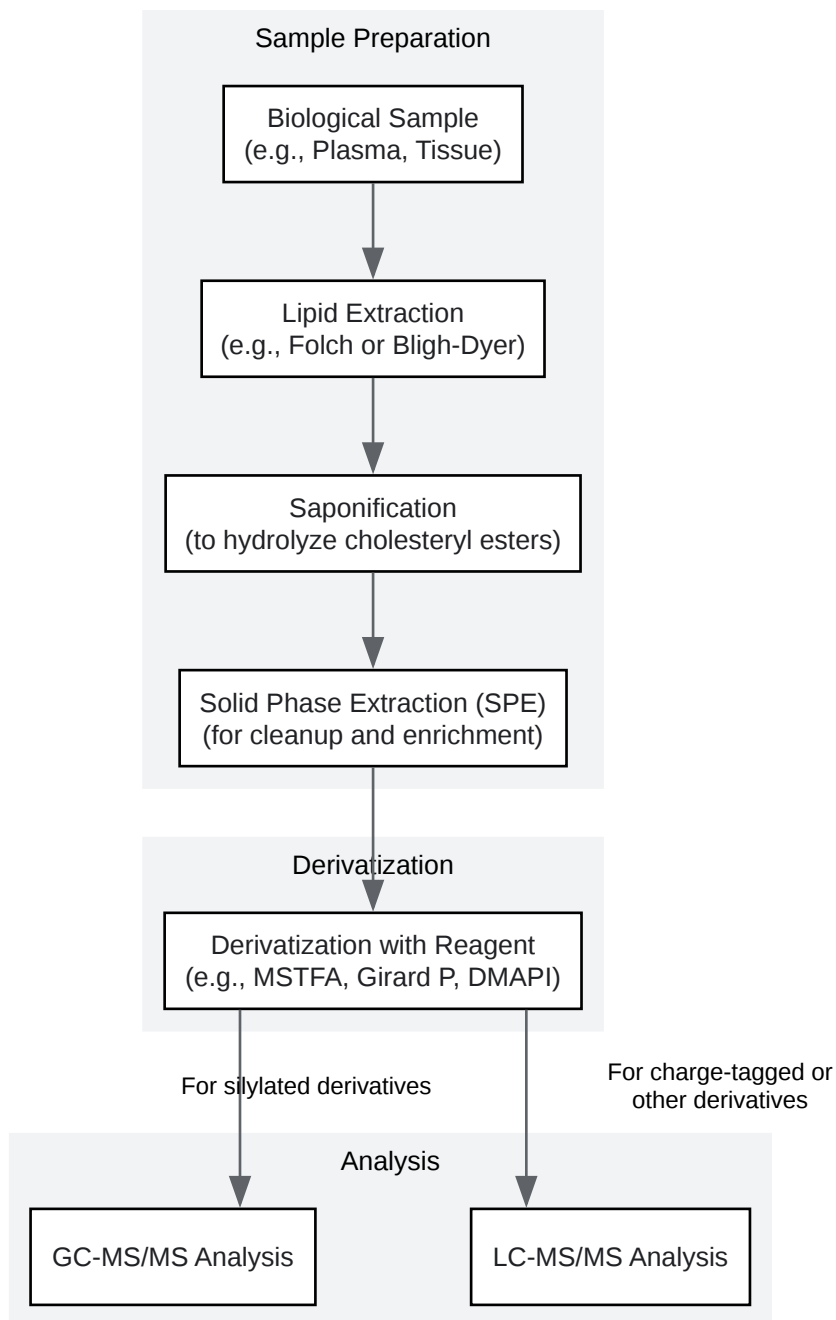 Sample Preparation
Biological Sample
(e.g., Plasma, Tissue)
Lipid Extraction
(e.g., Folch or Bligh-Dyer)
Saponification
(to hydrolyze cholesteryl esters)
Solid Phase Extraction (SPE)
(for cleanup and enrichment)
Derivatization
Derivatization with Reagent
(e.g., MSTFA, Girard P, DMAPI)
For silylated derivatives
For charge-tagged or
other derivatives
Analysis
GC-MS/MS Analysis
LC-MS/MS Analysis